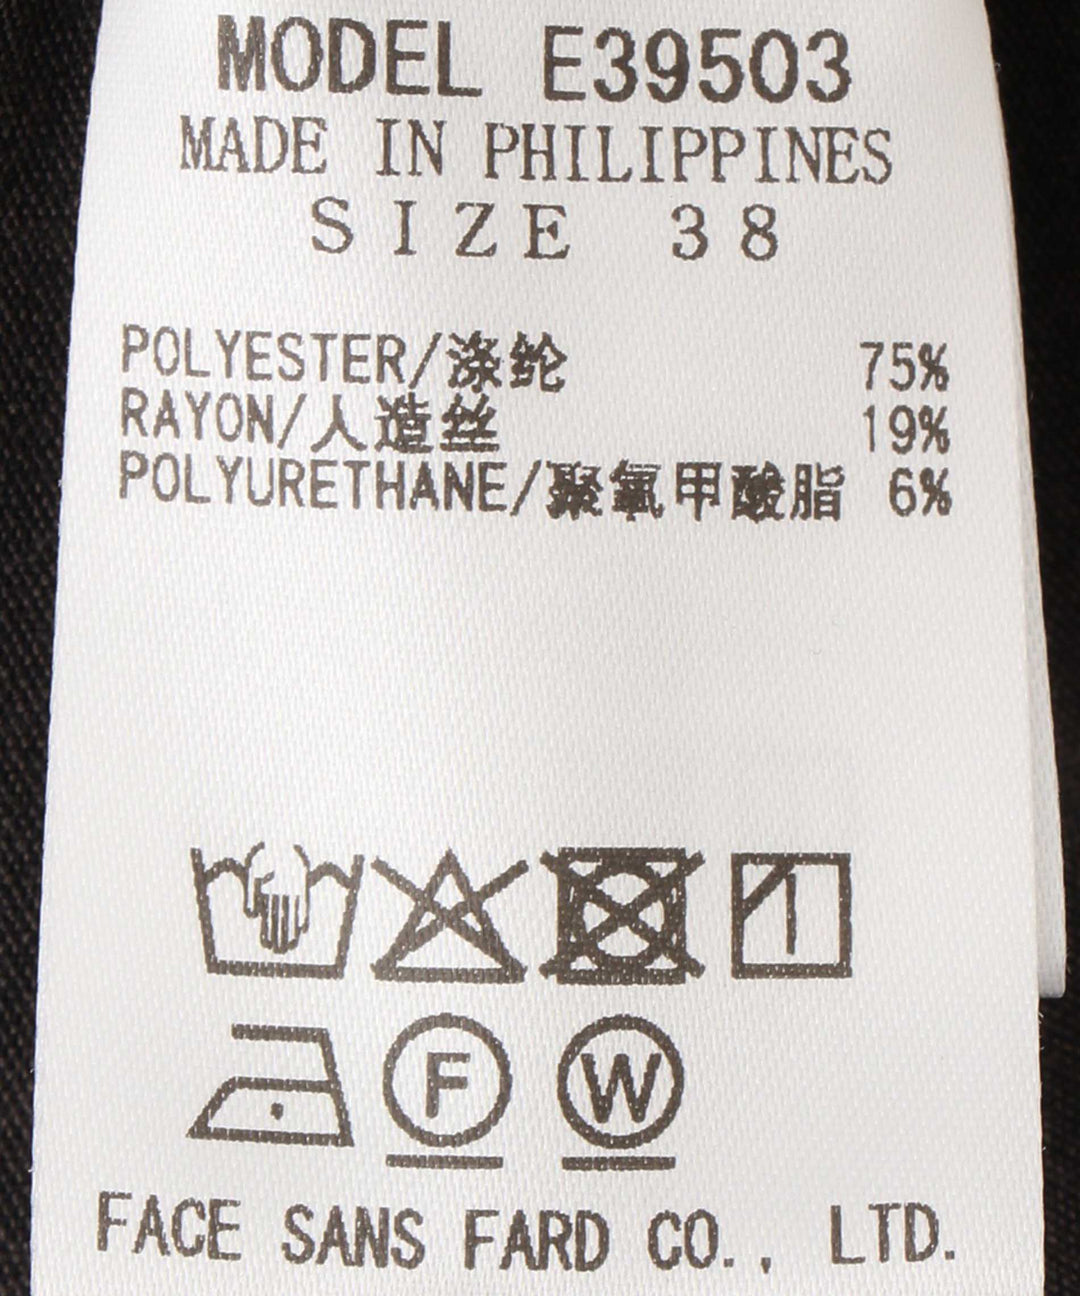 MODEL E39503
MADE IN PHILIPPINES
SIZE 38
POLYESTER/涤纶 75%
RAYON/人造丝 19%
POLYURETHANE/聚氨甲酸脂 6%
F W
FACE SANS FARD CO., LTD.